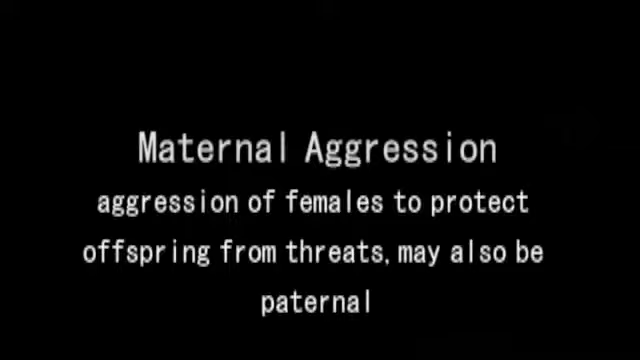 Maternal Aggression
aggression of females to protect
offspring from threats, may also be
paternal